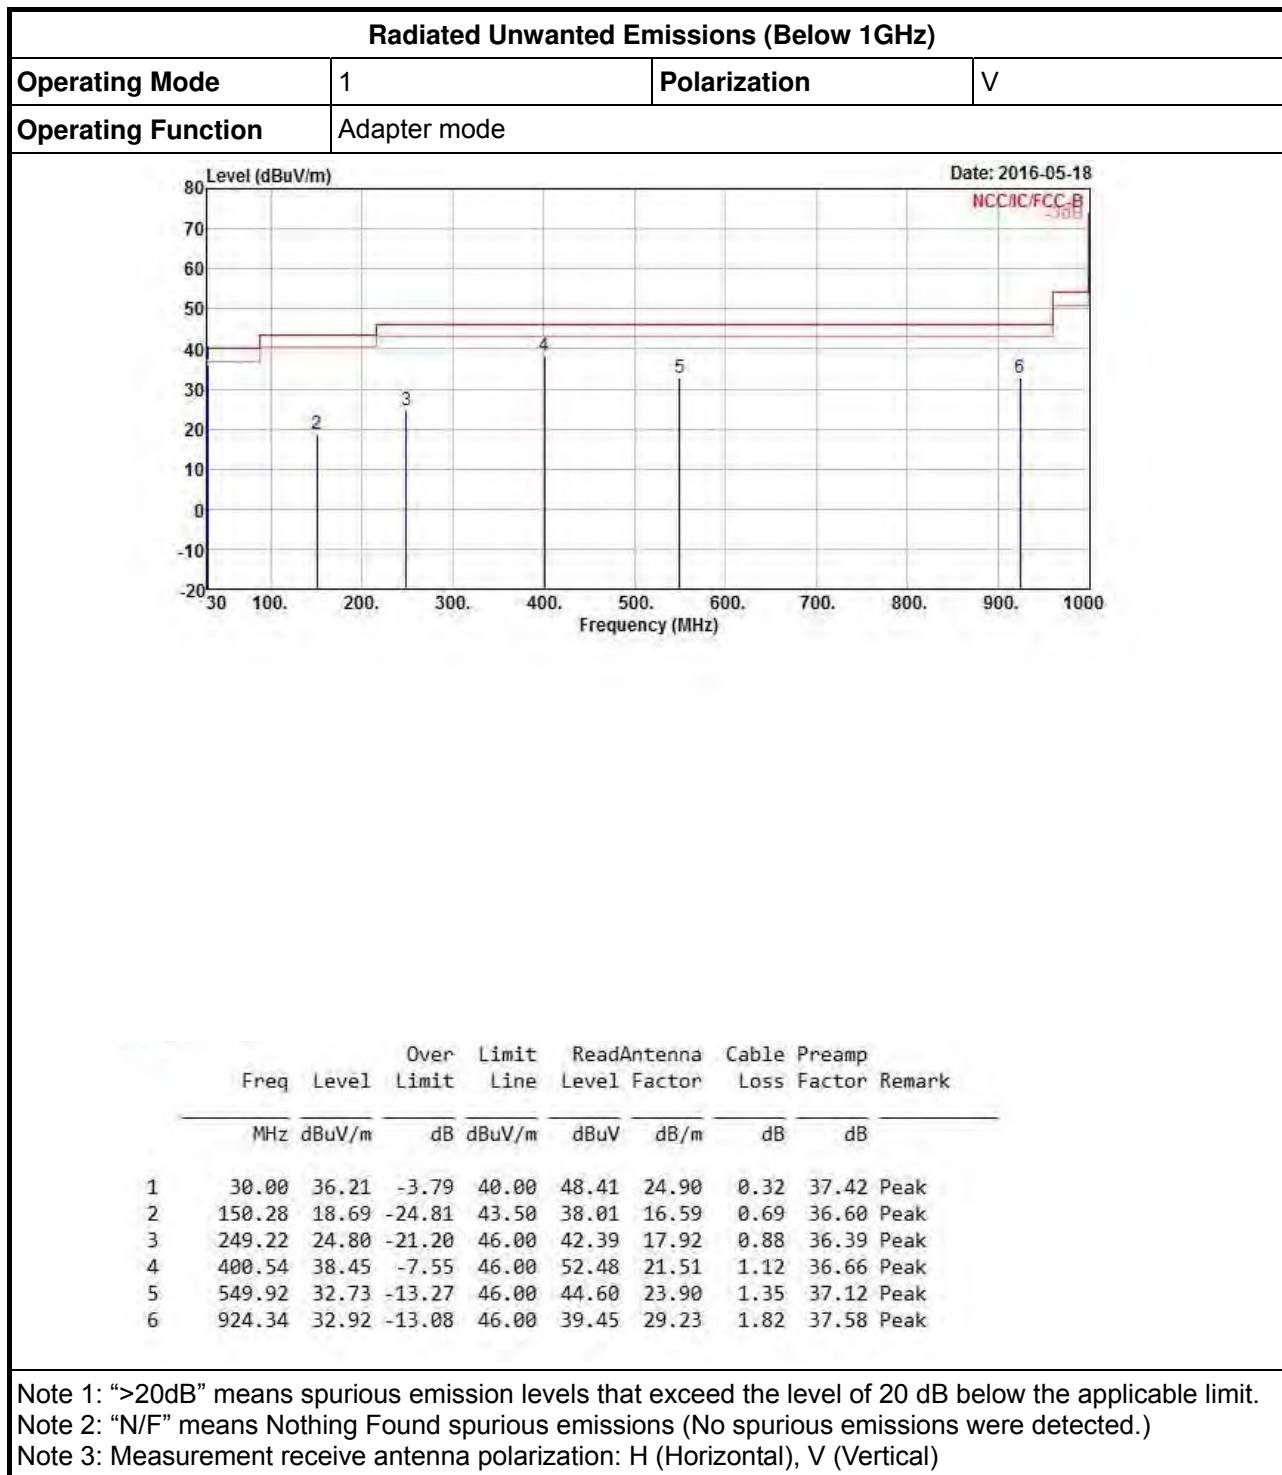 Radiated Unwanted Emissions (Below 1GHz)
Operating Mode 1 Polarization V
Operating Function Adapter mode
Level (dBuV/m) Date: 2016-05-18
80
NCC/IC/FCC-B
-3dB
70
60
50
40
30
20
10
0
-10
-20
4
5
6
3
2
30 100. 200. 300. 400. 500. 600. 700. 800. 900. 1000
Frequency (MHz)
Over Limit ReadAntenna Cable Preamp
Freq Level Limit Line Level Factor Loss Factor Remark
MHz dBuV/m dB dBuV/m dBuV dB/m dB dB
1 30.00 36.21 -3.79 40.00 48.41 24.90 0.32 37.42 Peak
2 150.28 18.69 -24.81 43.50 38.01 16.59 0.69 36.60 Peak
3 249.22 24.80 -21.20 46.00 42.39 17.92 0.88 36.39 Peak
4 400.54 38.45 -7.55 46.00 52.48 21.51 1.12 36.66 Peak
5 549.92 32.73 -13.27 46.00 44.60 23.90 1.35 37.12 Peak
6 924.34 32.92 -13.08 46.00 39.45 29.23 1.82 37.58 Peak
Note 1: “>20dB” means spurious emission levels that exceed the level of 20 dB below the applicable limit.
Note 2: “N/F” means Nothing Found spurious emissions (No spurious emissions were detected.)
Note 3: Measurement receive antenna polarization: H (Horizontal), V (Vertical)